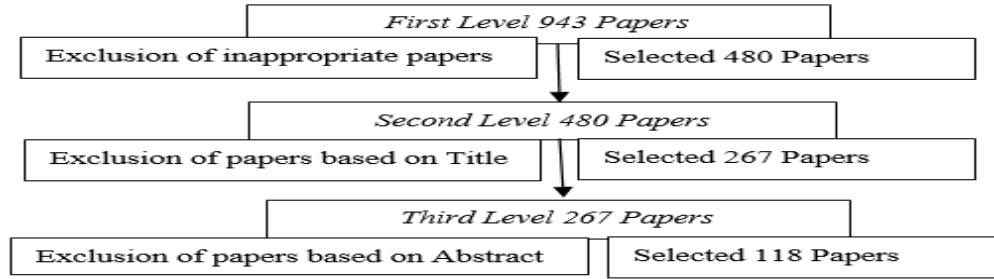 First Level 943 Papers
Exclusion of inappropriate papers
Selected 480 Papers
Second Level 480 Papers
Exclusion of papers based on Title
Selected 267 Papers
Third Level 267 Papers
Exclusion of papers based on Abstract
Selected 118 Papers